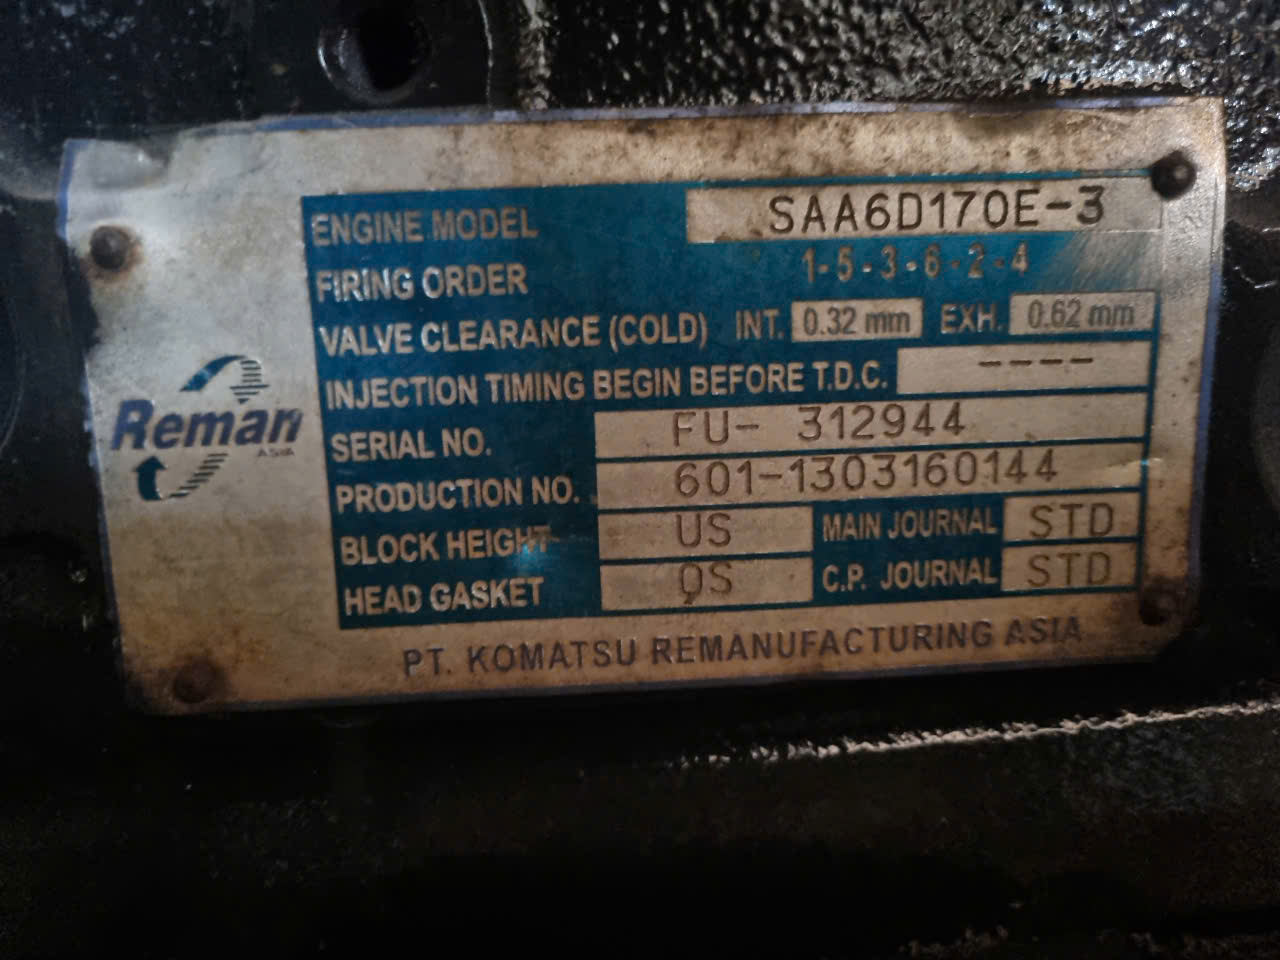 Reman
ASIA
ENGINE MODEL SAA6D170E-3
FIRING ORDER 1-5-3-6-2-4
VALVE CLEARANCE (COLD) INT. 0.32 mm EXH. 0.62 mm
INJECTION TIMING BEGIN BEFORE T.D.C. ----
SERIAL NO. FU- 312944
PRODUCTION NO. 601-1303160144
BLOCK HEIGHT US MAIN JOURNAL STD
HEAD GASKET OS C.P. JOURNAL STD
PT. KOMATSU REMANUFACTURING ASIA